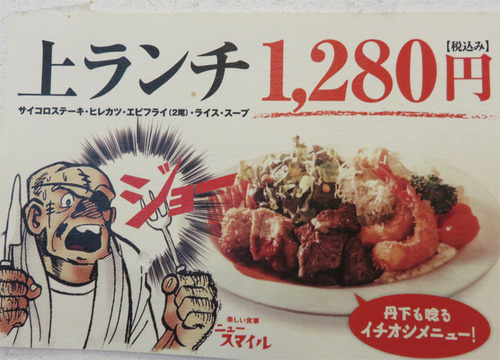 上ランチ 1,280円
【税込み】
サイコロステーキ・ヒレカツ・エビフライ(2尾)・ライス・スープ
ジョー
丹下も唸る
イチオシメニュー!
楽しい食事
ニュー
スマイル